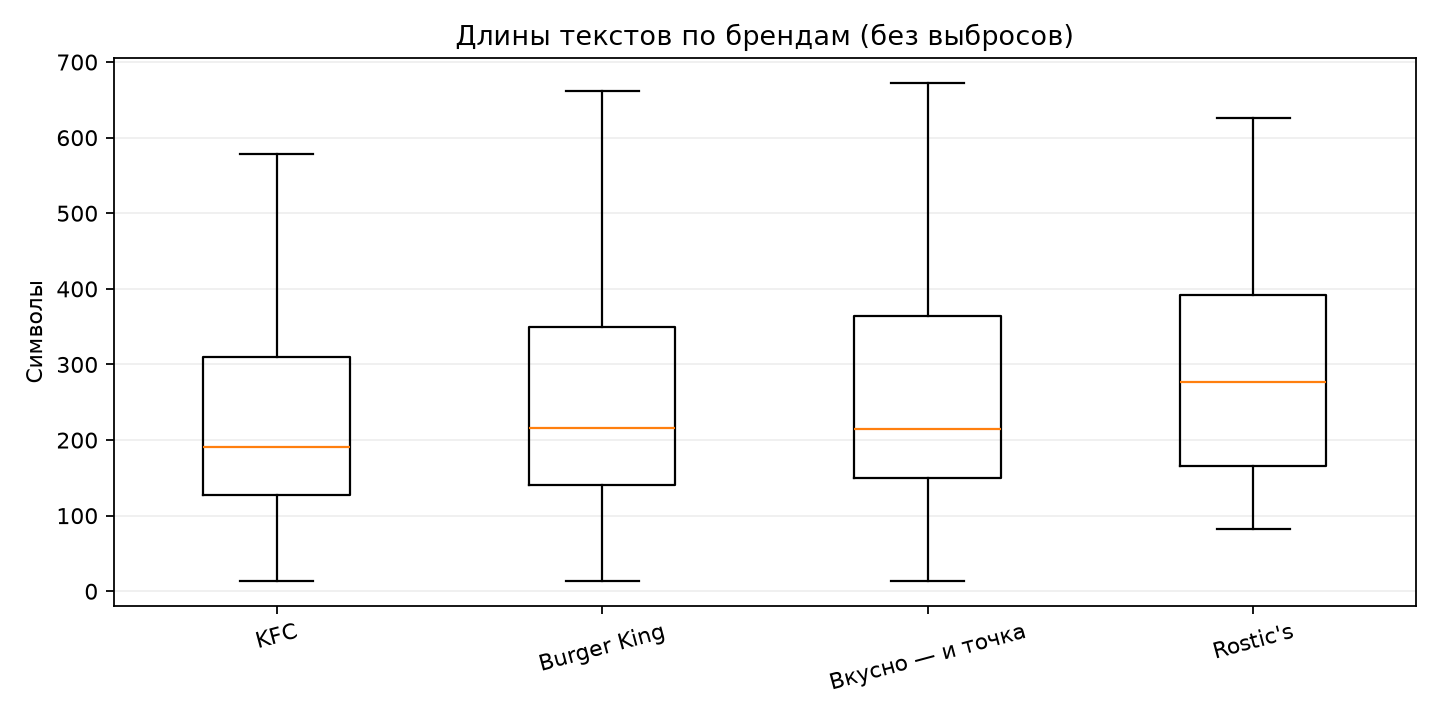 Длины текстов по брендам (без выбросов)
700
600
500
400
300
200
100
0
Символы
KFC
Burger King
Вкусно — и точка
Rostic's